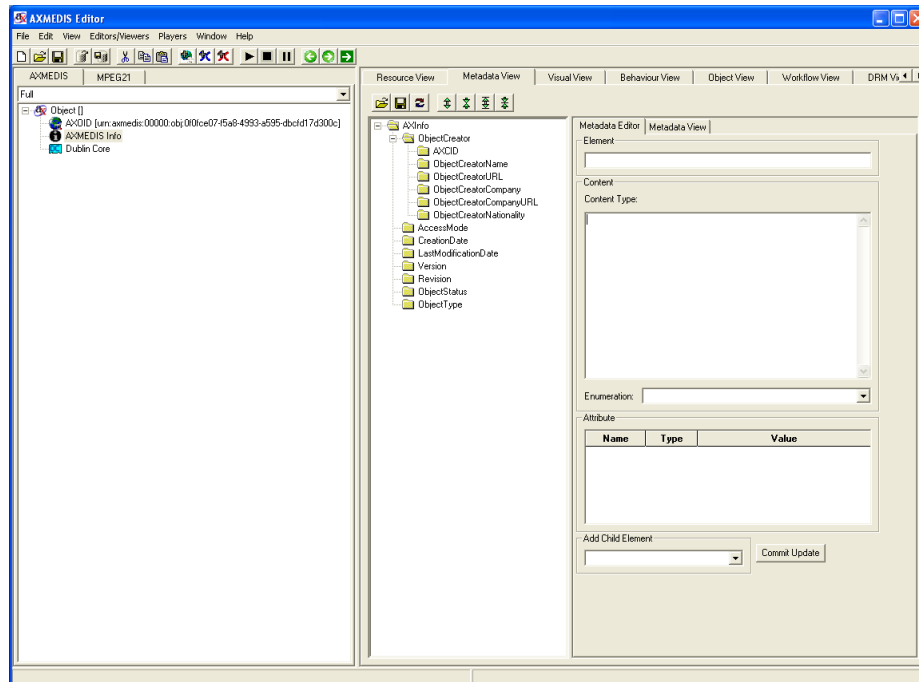 AXMEDIS Editor
File Edit View Editors/Viewers Players Window Help
AXMEDIS MPEG21
Full
Object []
AXOID [urn:axmedis:00000:obj:0f0fce07-f5a8-4993-a595-dbcfd17d300c]
AXMEDIS Info
Dublin Core
Resource View Metadata View Visual View Behaviour View Object View Workflow View DRM Vi
AXInfo
ObjectCreator
AXCID
ObjectCreatorName
ObjectCreatorURL
ObjectCreatorCompany
ObjectCreatorCompanyURL
ObjectCreatorNationality
AccessMode
CreationDate
LastModificationDate
Version
Revision
ObjectStatus
ObjectType
Metadata Editor Metadata View
Element
Content
Content Type:
Enumeration:
Attribute
Name Type Value
Add Child Element
Commit Update